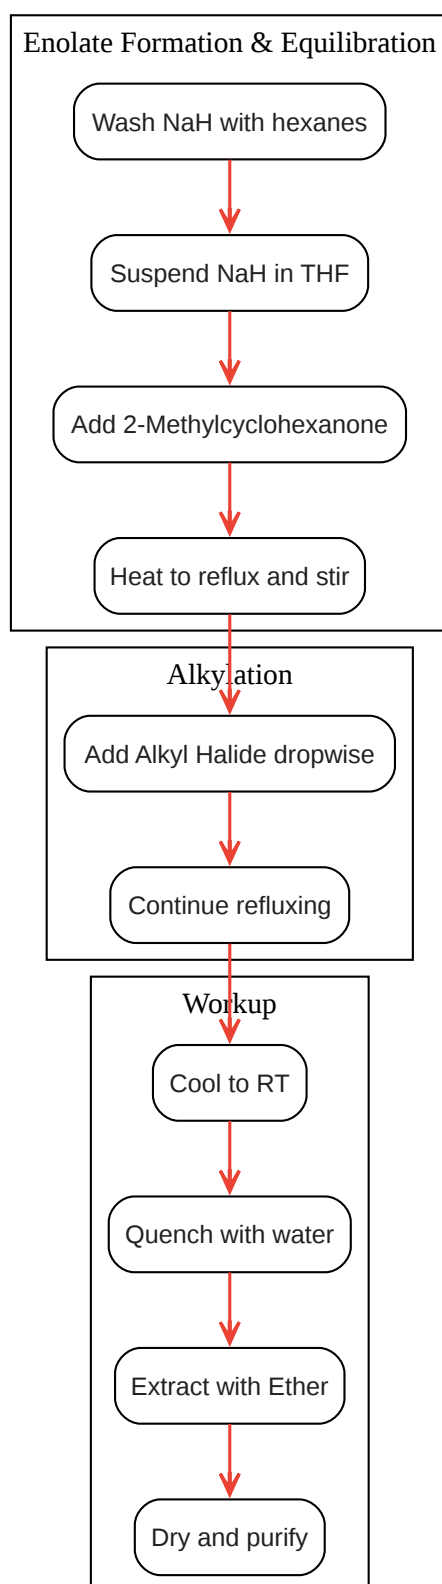 Enolate Formation & Equilibration
Wash NaH with hexanes
Suspend NaH in THF
Add 2-Methylcyclohexanone
Heat to reflux and stir
Alkylation
Add Alkyl Halide dropwise
Continue refluxing
Workup
Cool to RT
Quench with water
Extract with Ether
Dry and purify